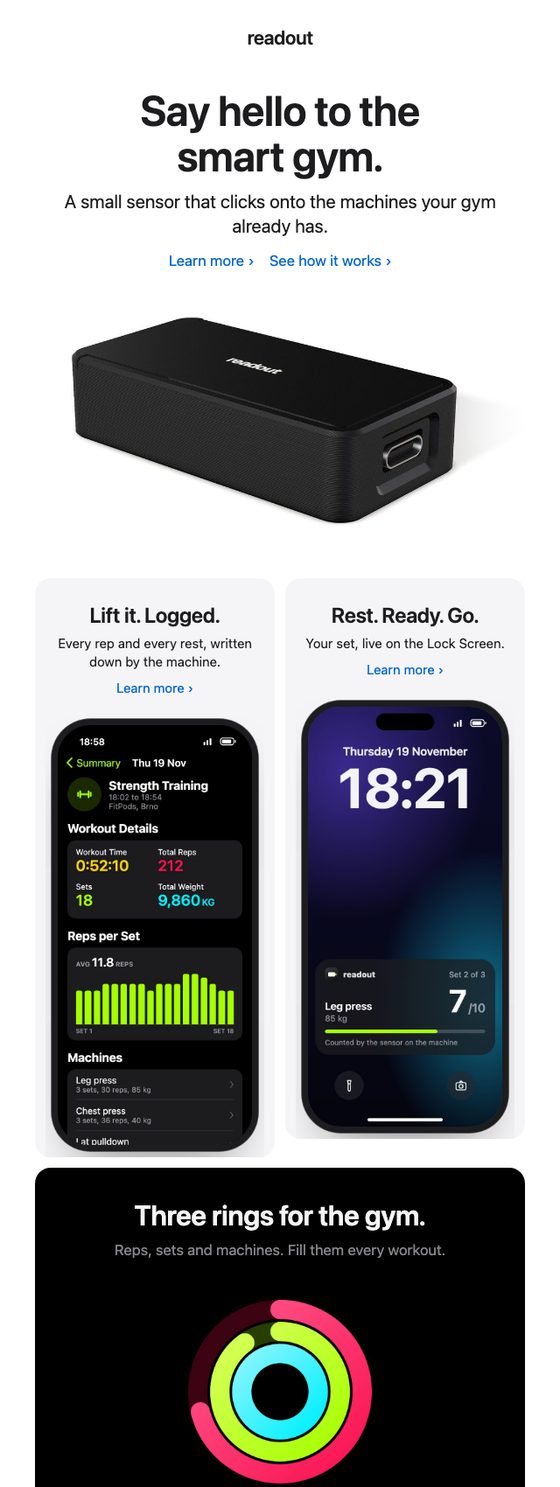 readout
Say hello to the
smart gym.
A small sensor that clicks onto the machines your gym
already has.
Learn more ›
See how it works ›
readout
Lift it. Logged.
Every rep and every rest, written
down by the machine.
Learn more ›
18:58
Summary
Thu 19 Nov
Strength Training
18:02 to 18:54
FitPods, Brno
Workout Details
Workout Time
Total Reps
0:52:10
212
Sets
Total Weight
18
9,860KG
Reps per Set
AVG 11.8 REPS
SET 1
SET 18
Machines
Leg press
3 sets, 30 reps, 85 kg
Chest press
3 sets, 36 reps, 40 kg
Lat pulldown
Rest. Ready. Go.
Your set, live on the Lock Screen.
Learn more ›
Thursday 19 November
18:21
readout
Set 2 of 3
Leg press
7/10
85 kg
Counted by the sensor on the machine
Three rings for the gym.
Reps, sets and machines. Fill them every workout.